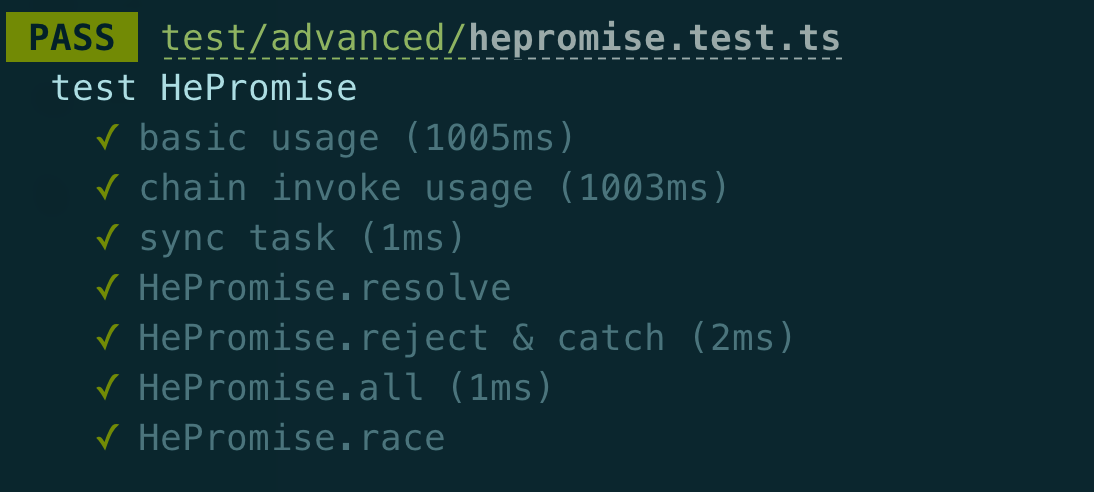 PASS test/advanced/hepromise.test.ts
test HePromise
✓ basic usage (1005ms)
✓ chain invoke usage (1003ms)
✓ sync task (1ms)
✓ HePromise.resolve
✓ HePromise.reject & catch (2ms)
✓ HePromise.all (1ms)
✓ HePromise.race